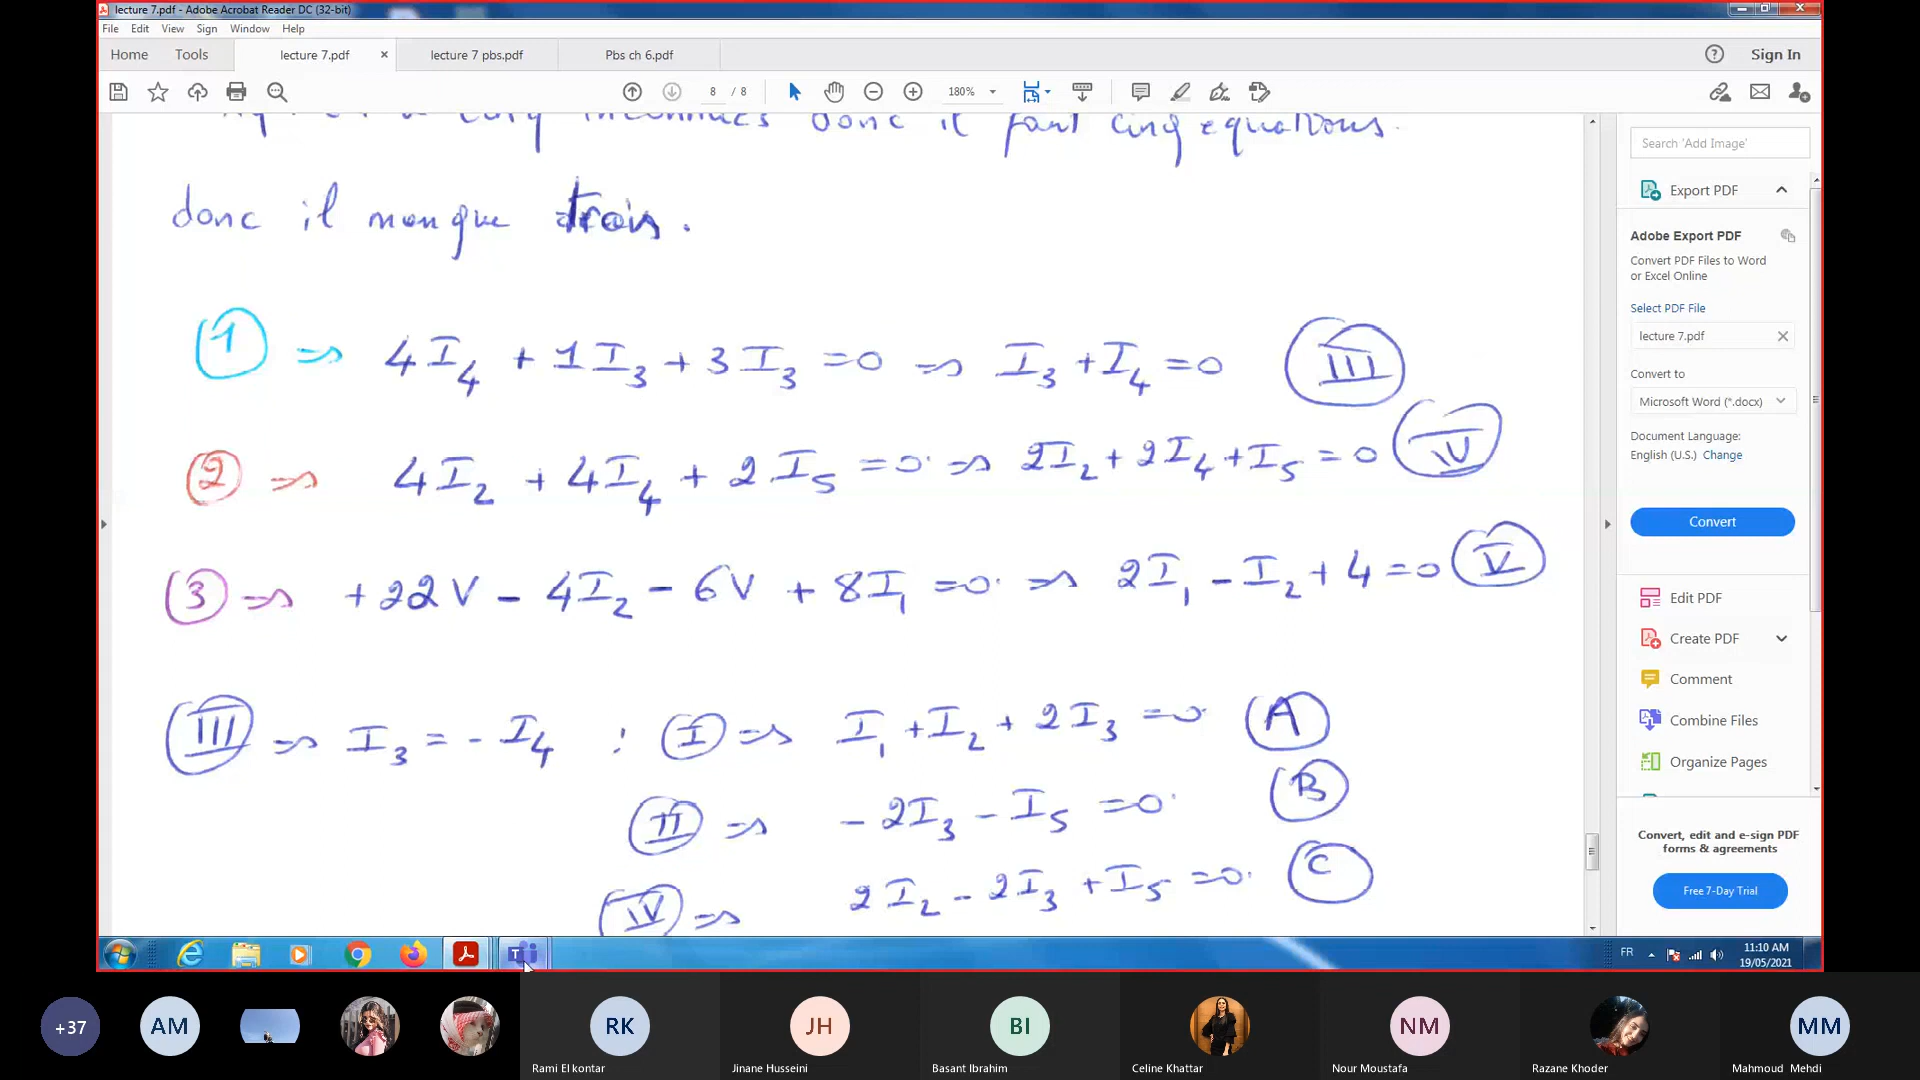 lecture 7.pdf - Adobe Acrobat Reader DC (32-bit)
File Edit View Sign Window Help
Home Tools lecture 7.pdf × lecture 7 pbs.pdf Pbs ch 6.pdf Sign In
8 / 8 180%
inconnues donc il faut cinq equations.
donc il manque trois.
① ⇒ 4I₄ + 1I₃ + 3I₃ = 0 ⇒ I₃ + I₄ = 0 III
② ⇒ 4I₂ + 4I₄ + 2I₅ = 0 ⇒ 2I₂ + 2I₄ + I₅ = 0 IV
③ ⇒ +22V - 4I₂ - 6V + 8I₁ = 0 ⇒ 2I₁ - I₂ + 4 = 0 V
III ⇒ I₃ = - I₄ : I ⇒ I₁ + I₂ + 2I₃ = 0 A
II ⇒ - 2I₃ - I₅ = 0 B
IV ⇒ 2I₂ - 2I₃ + I₅ = 0 C
Search 'Add Image'
Export PDF
Adobe Export PDF
Convert PDF Files to Word
or Excel Online
Select PDF File
lecture 7.pdf
Convert to
Microsoft Word (*.docx)
Document Language:
English (U.S.) Change
Convert
Edit PDF
Create PDF
Comment
Combine Files
Organize Pages
Convert, edit and e-sign PDF
forms & agreements
Free 7-Day Trial
FR
11:10 AM
19/05/2021
+37 AM RK JH BI NM MM
Rami El kontar Jinane Husseini Basant Ibrahim Celine Khattar Nour Moustafa Razane Khoder Mahmoud Mehdi